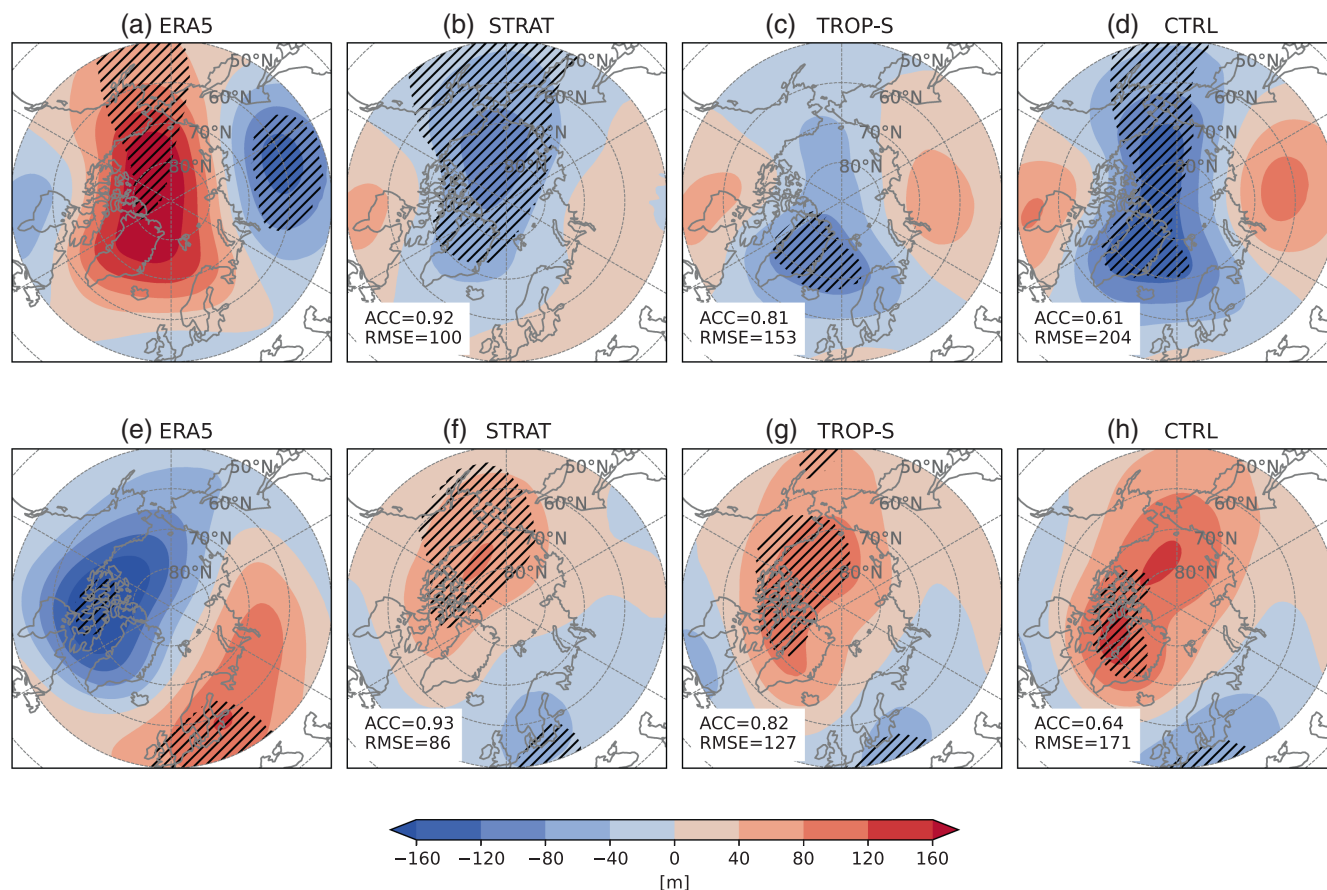 (a) ERA5 (b) STRAT (c) TROP-S (d) CTRL
50°N 50°N 50°N 50°N
60°N 60°N 60°N 60°N
70°N 70°N 70°N 70°N
80°N 80°N 80°N 80°N
ACC=0.92 ACC=0.81 ACC=0.61
RMSE=100 RMSE=153 RMSE=204
(e) ERA5 (f) STRAT (g) TROP-S (h) CTRL
50°N 50°N 50°N 50°N
60°N 60°N 60°N 60°N
70°N 70°N 70°N 70°N
80°N 80°N 80°N 80°N
ACC=0.93 ACC=0.82 ACC=0.64
RMSE=86 RMSE=127 RMSE=171
−160 −120 −80 −40 0 40 80 120 160
[m]